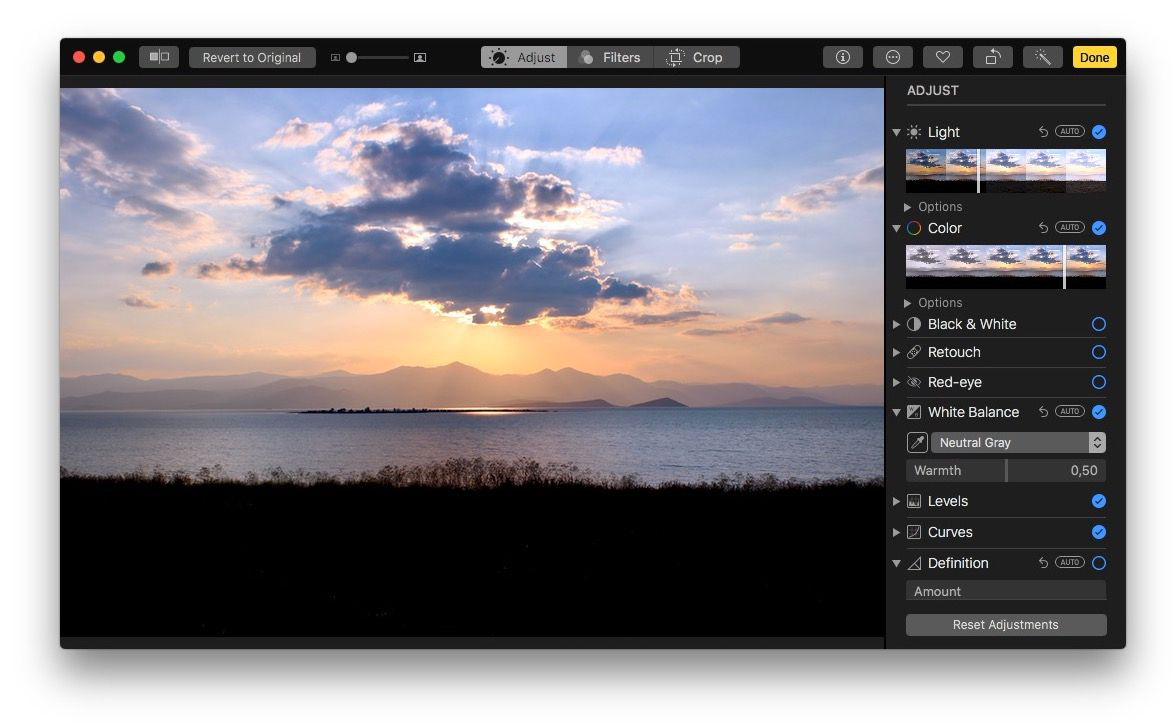 Revert to Original
Adjust
Filters
Crop
Done
ADJUST
Light
AUTO
Options
Color
AUTO
Options
Black & White
Retouch
Red-eye
White Balance
AUTO
Neutral Gray
Warmth 0,50
Levels
Curves
Definition
AUTO
Amount
Reset Adjustments